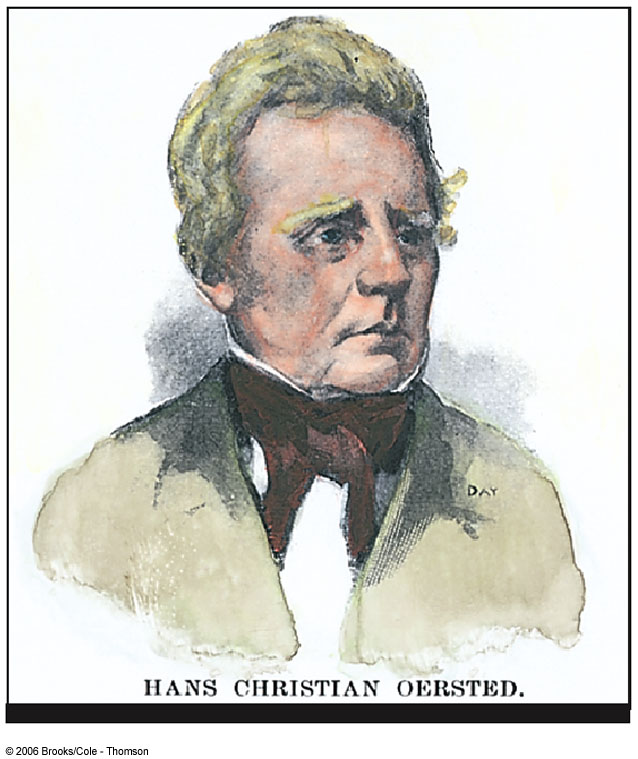 DAY
HANS CHRISTIAN OERSTED.
© 2006 Brooks/Cole - Thomson